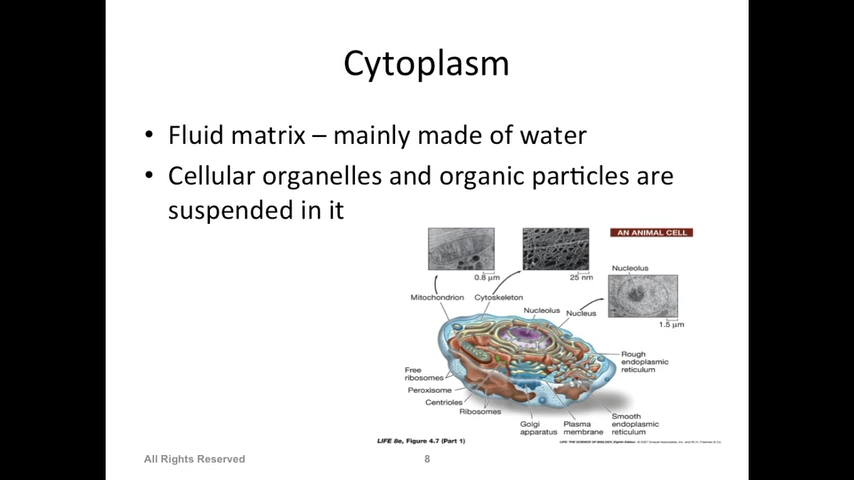 Cytoplasm
• Fluid matrix – mainly made of water
• Cellular organelles and organic particles are
suspended in it
AN ANIMAL CELL
0.8 µm
25 nm
Nucleolus
1.5 µm
Mitochondrion
Cytoskeleton
Nucleolus
Nucleus
Rough
endoplasmic
reticulum
Free
ribosomes
Peroxisome
Centrioles
Ribosomes
Golgi
apparatus
Plasma
membrane
Smooth
endoplasmic
reticulum
LIFE 8e, Figure 4.7 (Part 1)
All Rights Reserved
8